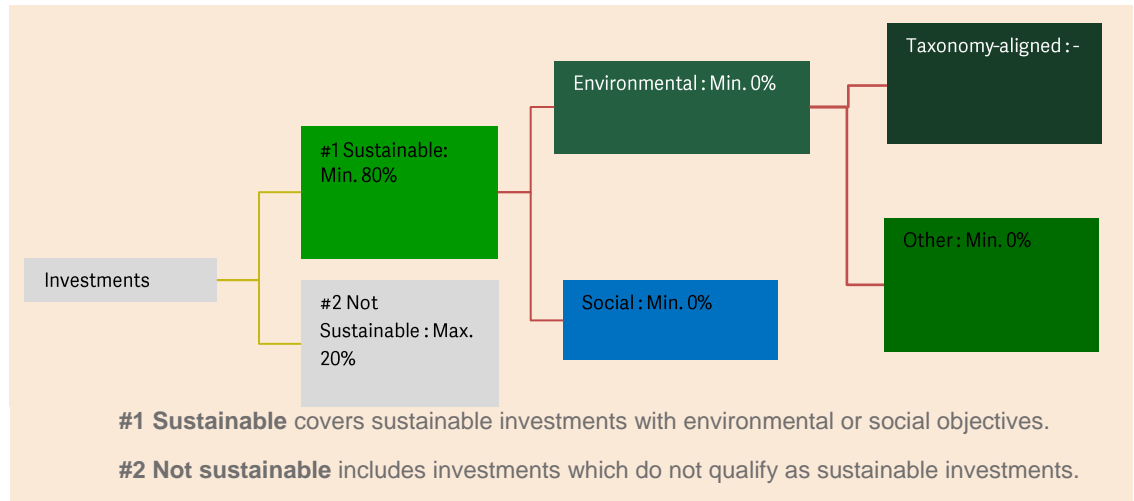 Taxonomy-aligned : -
Environmental : Min. 0%
#1 Sustainable:
Min. 80%
Other : Min. 0%
Investments
#2 Not
Sustainable : Max.
20%
Social : Min. 0%
#1 Sustainable covers sustainable investments with environmental or social objectives.
#2 Not sustainable includes investments which do not qualify as sustainable investments.